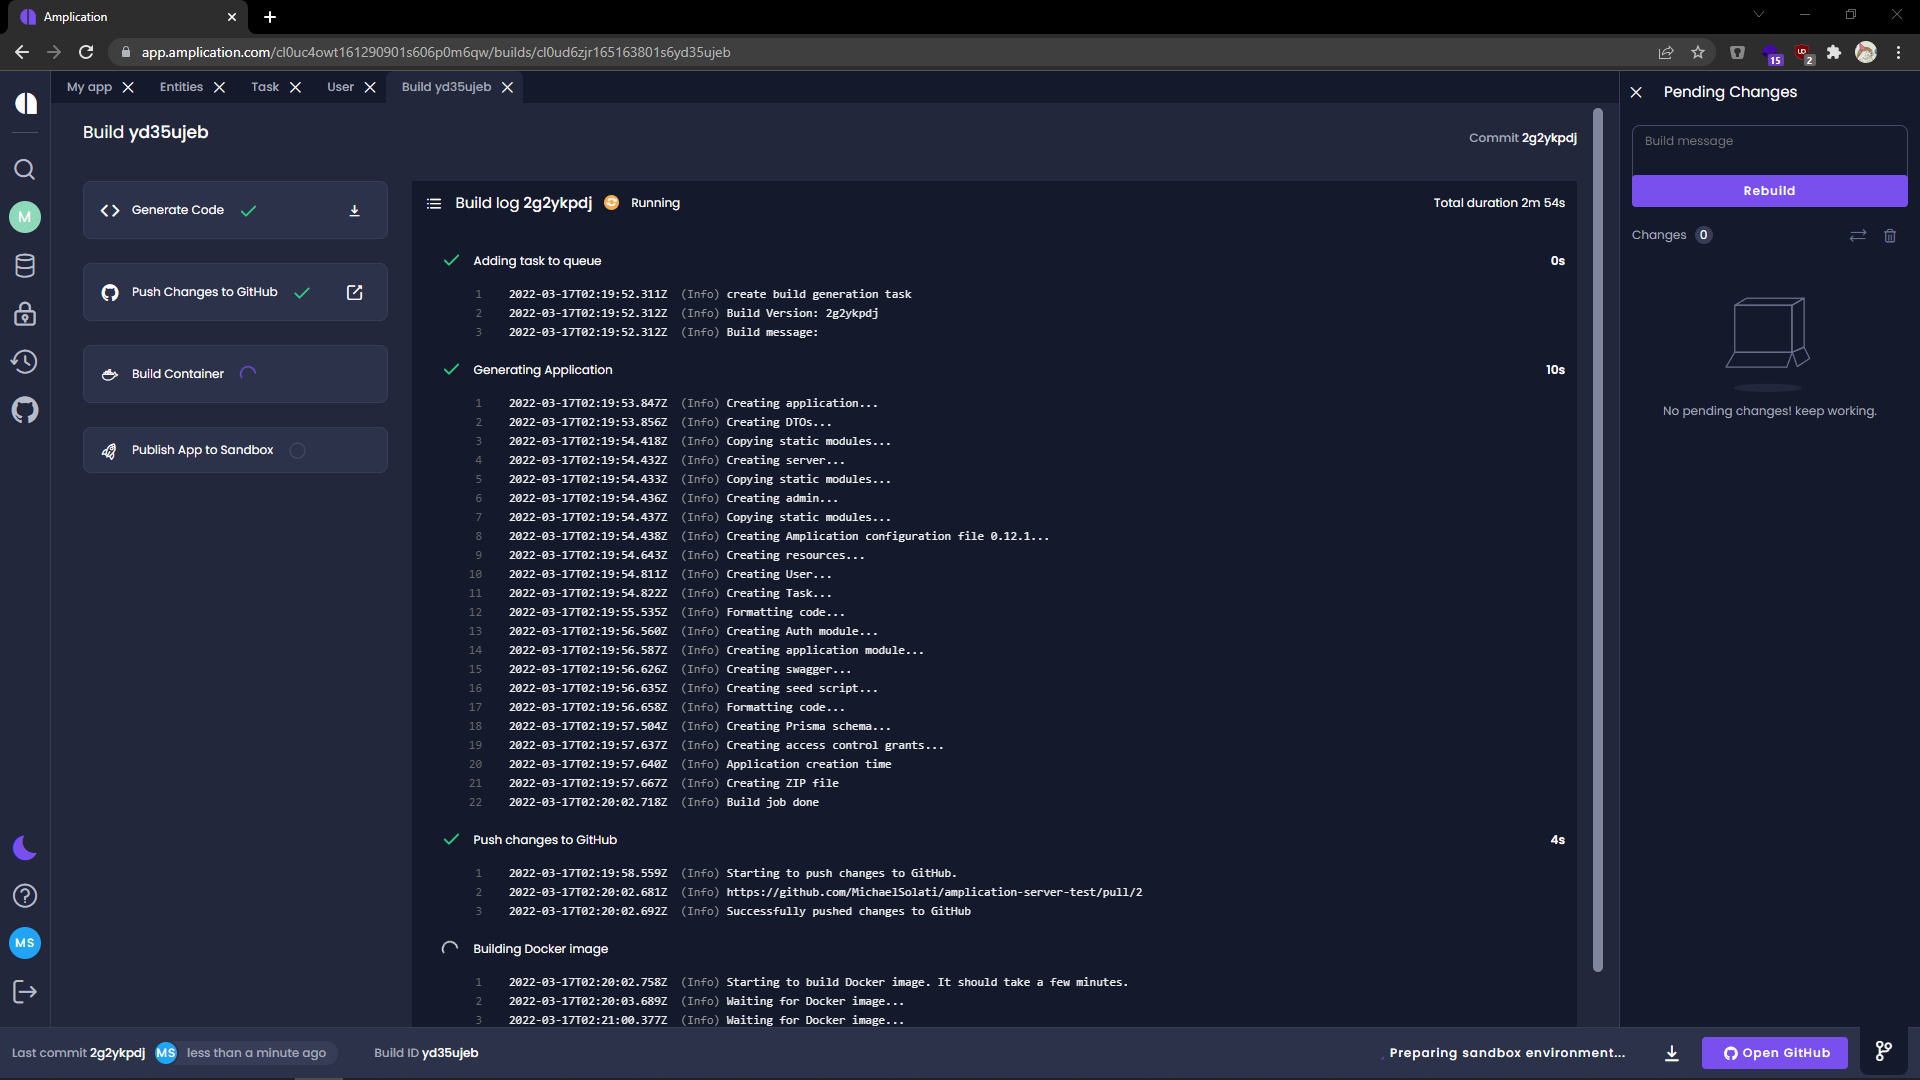 Amplication
app.amplication.com/cl0uc4owt161290901s606p0m6qw/builds/cl0ud6zjr165163801s6yd35ujeb
15
UO
2
My app
Entities
Task
User
Build yd35ujeb
Build yd35ujeb
Commit 2g2ykpdj
M
Generate Code
Push Changes to GitHub
Build Container
Publish App to Sandbox
Build log 2g2ykpdj Running
Total duration 2m 54s
Adding task to queue 0s
1 2022-03-17T02:19:52.311Z (Info) create build generation task
2 2022-03-17T02:19:52.312Z (Info) Build Version: 2g2ykpdj
3 2022-03-17T02:19:52.312Z (Info) Build message:
Generating Application 10s
1 2022-03-17T02:19:53.847Z (Info) Creating application...
2 2022-03-17T02:19:53.856Z (Info) Creating DTOs...
3 2022-03-17T02:19:54.418Z (Info) Copying static modules...
4 2022-03-17T02:19:54.432Z (Info) Creating server...
5 2022-03-17T02:19:54.433Z (Info) Copying static modules...
6 2022-03-17T02:19:54.436Z (Info) Creating admin...
7 2022-03-17T02:19:54.437Z (Info) Copying static modules...
8 2022-03-17T02:19:54.438Z (Info) Creating Amplication configuration file 0.12.1...
9 2022-03-17T02:19:54.643Z (Info) Creating resources...
10 2022-03-17T02:19:54.811Z (Info) Creating User...
11 2022-03-17T02:19:54.822Z (Info) Creating Task...
12 2022-03-17T02:19:55.535Z (Info) Formatting code...
13 2022-03-17T02:19:56.560Z (Info) Creating Auth module...
14 2022-03-17T02:19:56.587Z (Info) Creating application module...
15 2022-03-17T02:19:56.626Z (Info) Creating swagger...
16 2022-03-17T02:19:56.635Z (Info) Creating seed script...
17 2022-03-17T02:19:56.658Z (Info) Formatting code...
18 2022-03-17T02:19:57.504Z (Info) Creating Prisma schema...
19 2022-03-17T02:19:57.637Z (Info) Creating access control grants...
20 2022-03-17T02:19:57.640Z (Info) Application creation time
21 2022-03-17T02:19:57.667Z (Info) Creating ZIP file
22 2022-03-17T02:20:02.718Z (Info) Build job done
Push changes to GitHub 4s
1 2022-03-17T02:19:58.559Z (Info) Starting to push changes to GitHub.
2 2022-03-17T02:20:02.681Z (Info) https://github.com/MichaelSolati/amplication-server-test/pull/2
3 2022-03-17T02:20:02.692Z (Info) Successfully pushed changes to GitHub
Building Docker image
1 2022-03-17T02:20:02.758Z (Info) Starting to build Docker image. It should take a few minutes.
2 2022-03-17T02:20:03.689Z (Info) Waiting for Docker image...
3 2022-03-17T02:21:00.377Z (Info) Waiting for Docker image...
Pending Changes
Build message
Rebuild
Changes 0
No pending changes! keep working.
MS
Last commit 2g2ykpdj MS less than a minute ago
Build ID yd35ujeb
Preparing sandbox environment...
Open GitHub